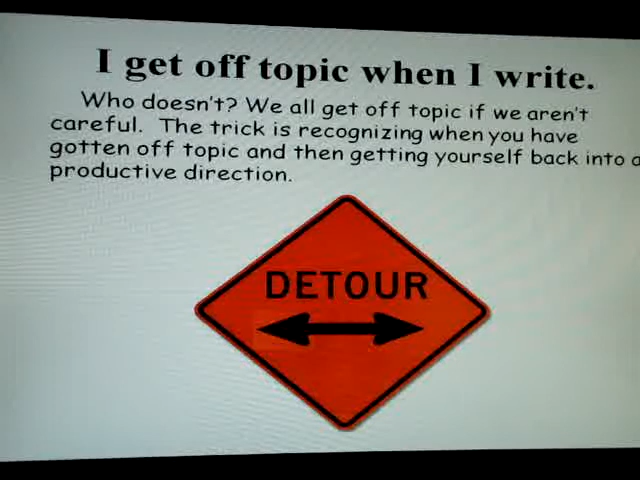 I get off topic when I write.
Who doesn't? We all get off topic if we aren't
careful. The trick is recognizing when you have
gotten off topic and then getting yourself back into a
productive direction.
DETOUR